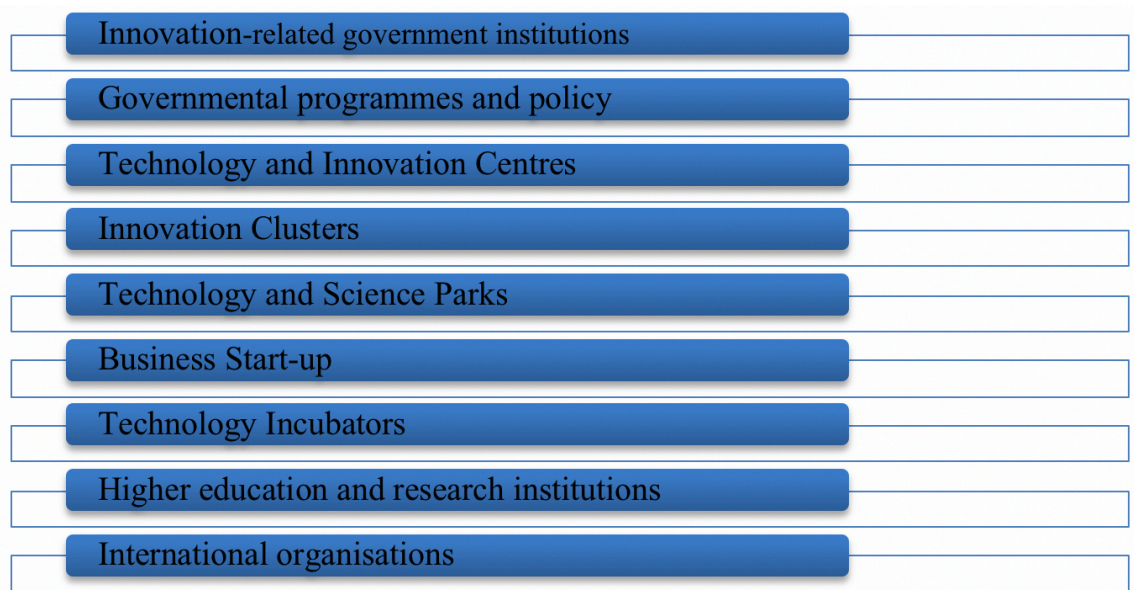 Innovation-related government institutions
Governmental programmes and policy
Technology and Innovation Centres
Innovation Clusters
Technology and Science Parks
Business Start-up
Technology Incubators
Higher education and research institutions
International organisations